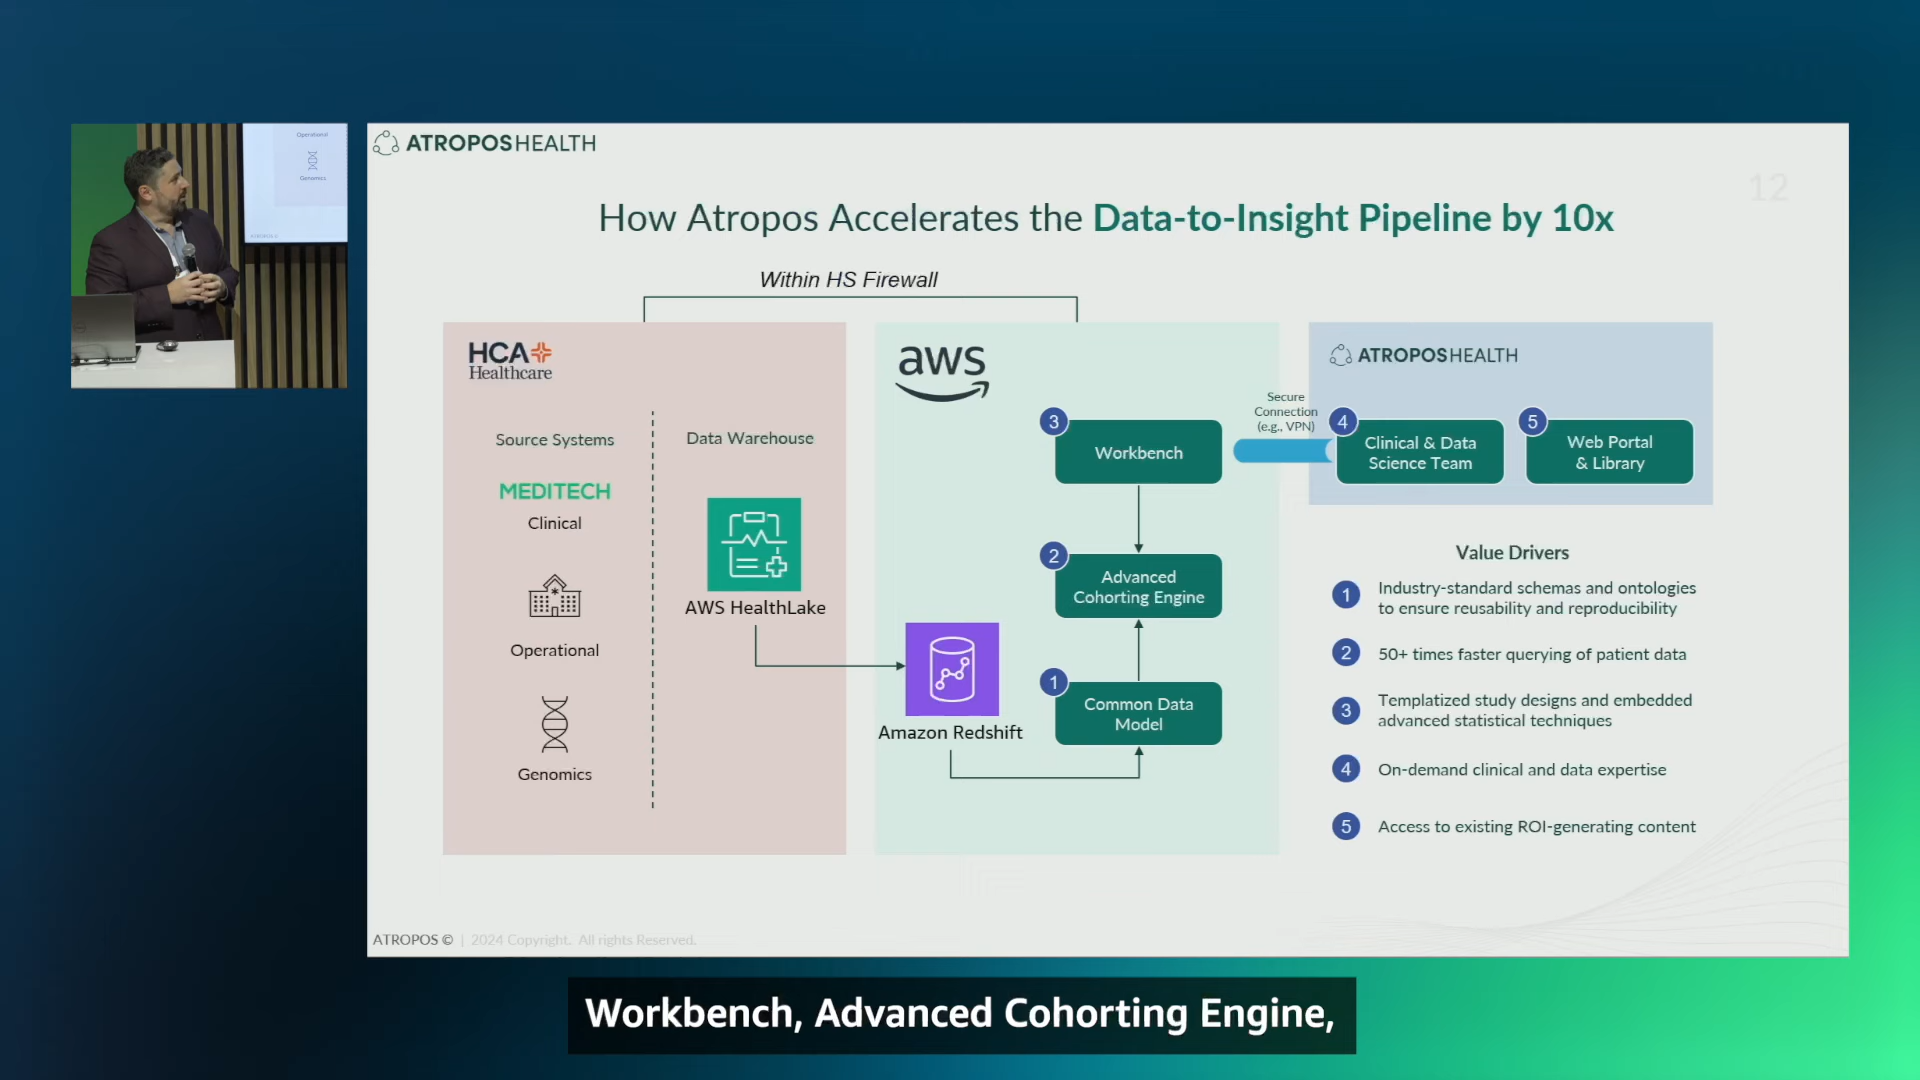 Operational
Genomics
ATROPOSHEALTH
12
How Atropos Accelerates the Data-to-Insight Pipeline by 10x
Within HS Firewall
HCA
Healthcare
Source Systems
Data Warehouse
MEDITECH
Clinical
Operational
Genomics
AWS HealthLake
aws
Amazon Redshift
3
Workbench
2
Advanced
Cohorting Engine
1
Common Data
Model
Secure
Connection
(e.g., VPN)
ATROPOSHEALTH
4
Clinical & Data
Science Team
5
Web Portal
& Library
Value Drivers
1
Industry-standard schemas and ontologies
to ensure reusability and reproducibility
2
50+ times faster querying of patient data
3
Templatized study designs and embedded
advanced statistical techniques
4
On-demand clinical and data expertise
5
Access to existing ROI-generating content
ATROPOS © | 2024 Copyright. All rights Reserved.
Workbench, Advanced Cohorting Engine,